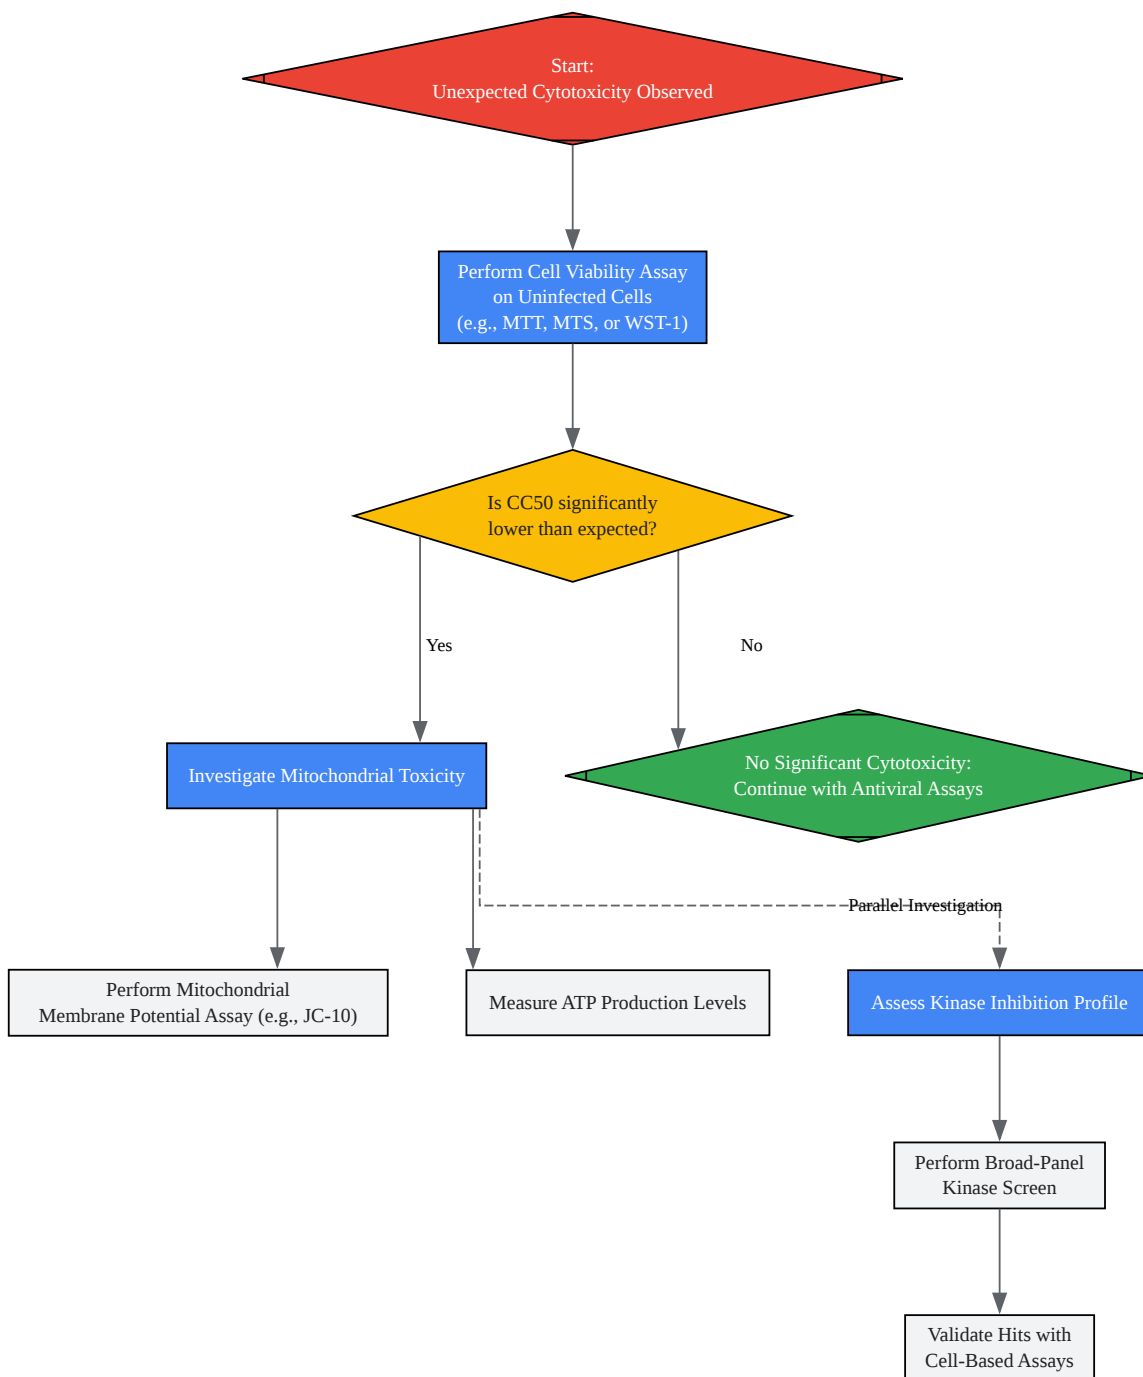 Start:
Unexpected Cytotoxicity Observed
Perform Cell Viability Assay
on Uninfected Cells
(e.g., MTT, MTS, or WST-1)
Is CC50 significantly
lower than expected?
Yes
No
Investigate Mitochondrial Toxicity
No Significant Cytotoxicity:
Continue with Antiviral Assays
Parallel Investigation
Perform Mitochondrial
Membrane Potential Assay (e.g., JC-10)
Measure ATP Production Levels
Assess Kinase Inhibition Profile
Perform Broad-Panel
Kinase Screen
Validate Hits with
Cell-Based Assays